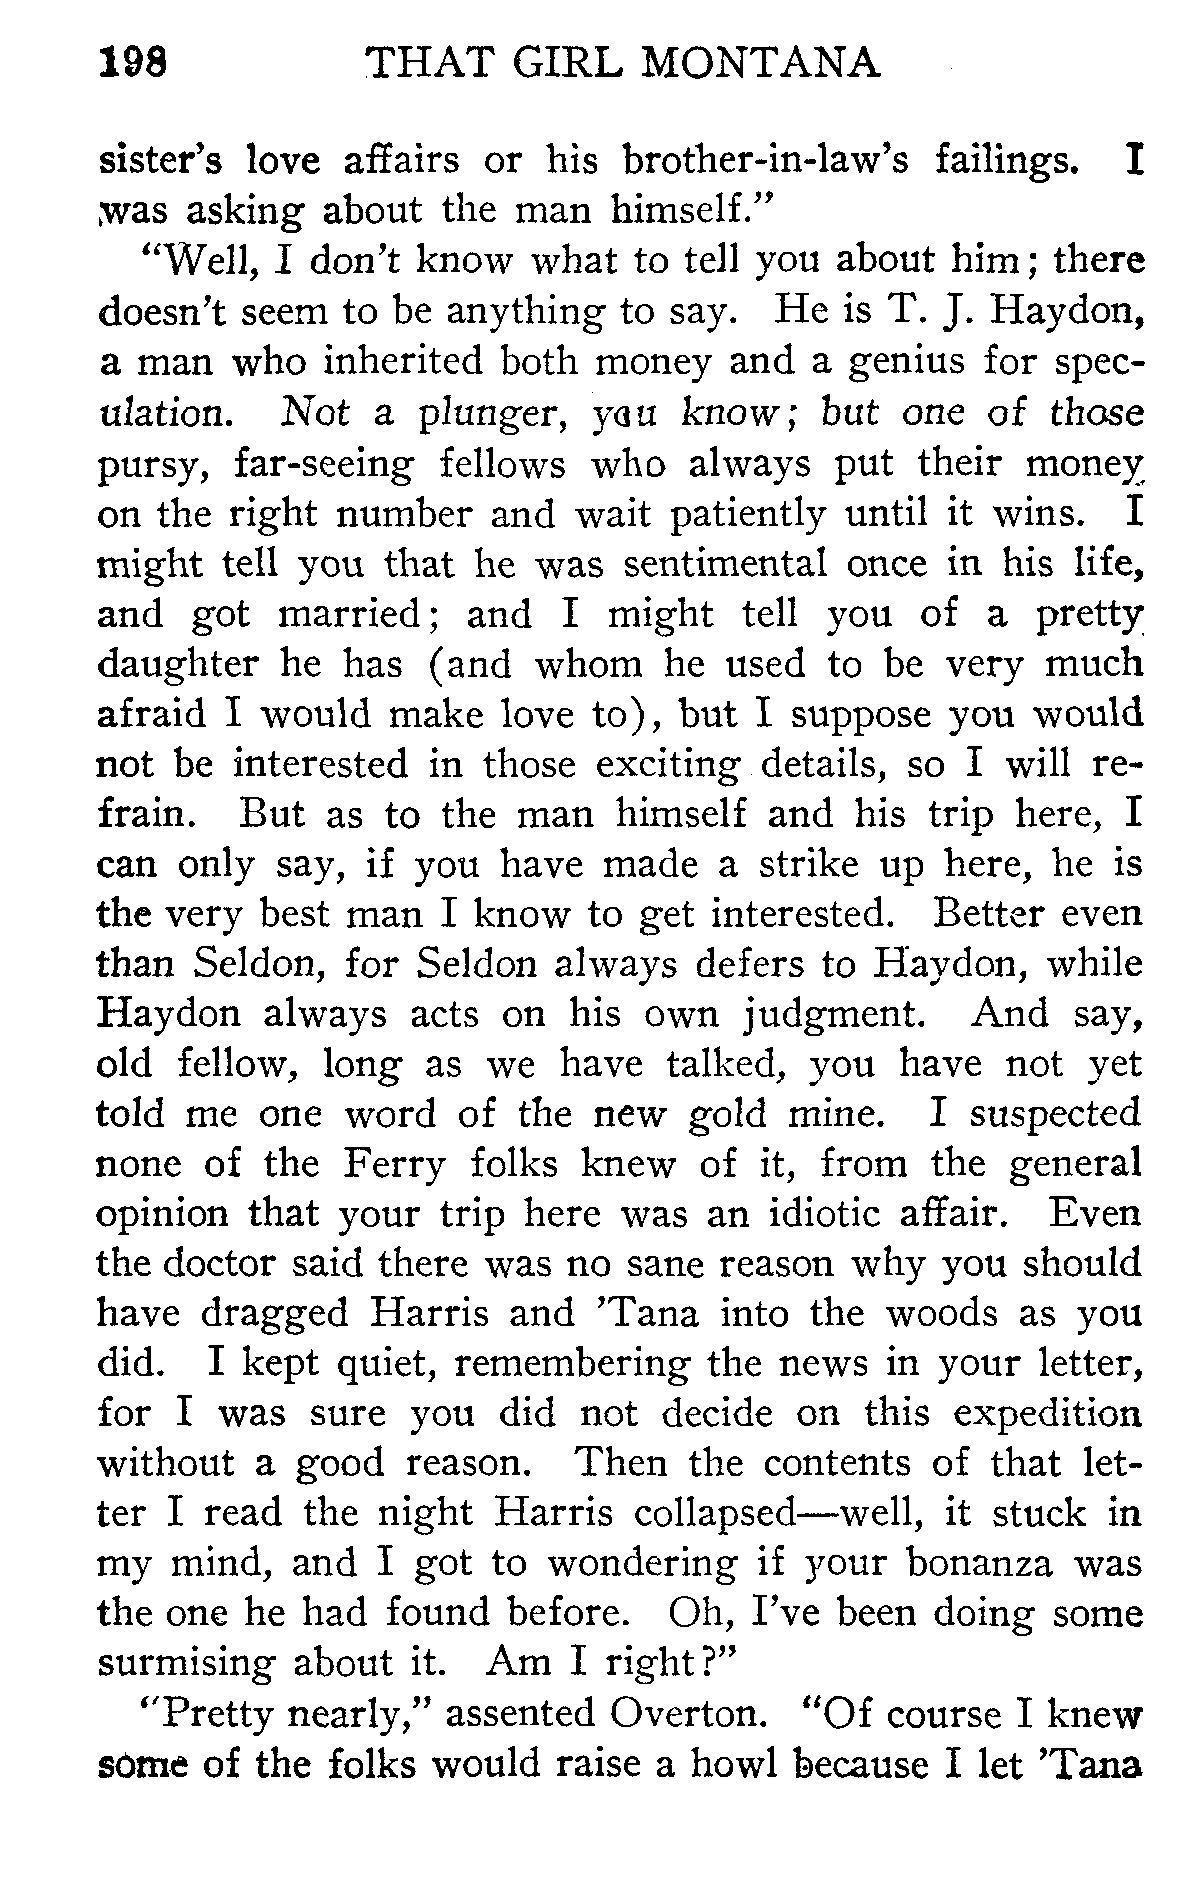 198 THAT GIRL MONTANA
sister's love affairs or his brother-in-law's failings. I
was asking about the man himself."
"Well, I don't know what to tell you about him; there
doesn't seem to be anything to say. He is T. J. Haydon,
a man who inherited both money and a genius for spec-
ulation. Not a plunger, you know; but one of those
pursy, far-seeing fellows who always put their money
on the right number and wait patiently until it wins. I
might tell you that he was sentimental once in his life,
and got married; and I might tell you of a pretty
daughter he has (and whom he used to be very much
afraid I would make love to), but I suppose you would
not be interested in those exciting details, so I will re-
frain. But as to the man himself and his trip here, I
can only say, if you have made a strike up here, he is
the very best man I know to get interested. Better even
than Seldon, for Seldon always defers to Haydon, while
Haydon always acts on his own judgment. And say,
old fellow, long as we have talked, you have not yet
told me one word of the new gold mine. I suspected
none of the Ferry folks knew of it, from the general
opinion that your trip here was an idiotic affair. Even
the doctor said there was no sane reason why you should
have dragged Harris and 'Tana into the woods as you
did. I kept quiet, remembering the news in your letter,
for I was sure you did not decide on this expedition
without a good reason. Then the contents of that let-
ter I read the night Harris collapsed—well, it stuck in
my mind, and I got to wondering if your bonanza was
the one he had found before. Oh, I've been doing some
surmising about it. Am I right?"
"Pretty nearly," assented Overton. "Of course I knew
some of the folks would raise a howl because I let 'Tana